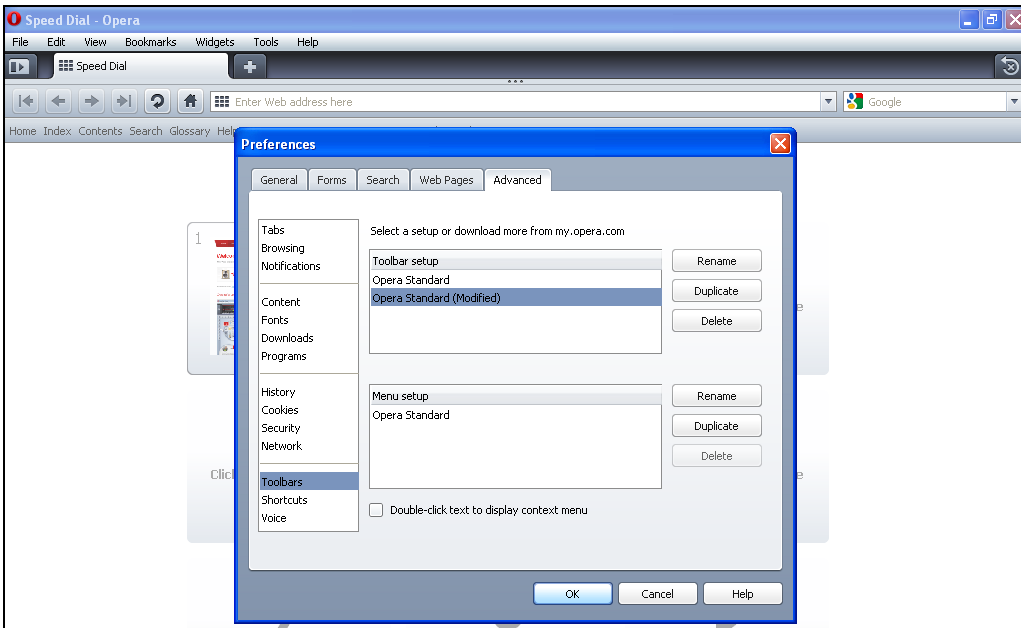 Speed Dial - Opera
File Edit View Bookmarks Widgets Tools Help
Speed Dial
Enter Web address here
Google
Home Index Contents Search Glossary Help
Preferences
General Forms Search Web Pages Advanced
Tabs
Browsing
Notifications
Content
Fonts
Downloads
Programs
History
Cookies
Security
Network
Toolbars
Shortcuts
Voice
Select a setup or download more from my.opera.com
Toolbar setup
Opera Standard
Opera Standard (Modified)
Rename
Duplicate
Delete
Menu setup
Opera Standard
Rename
Duplicate
Delete
Double-click text to display context menu
OK Cancel Help
1